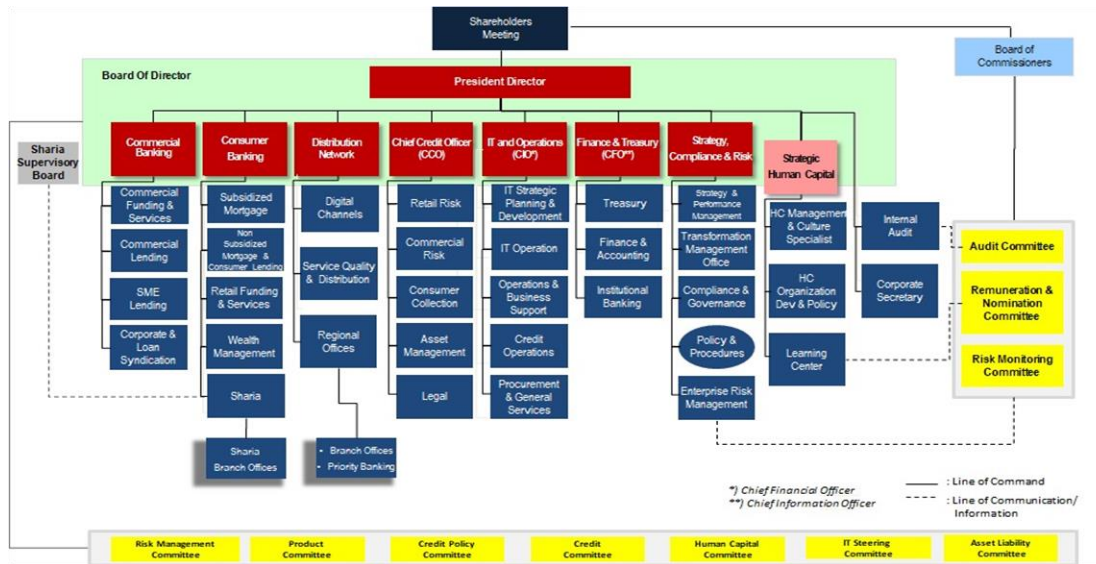 Shareholders
Meeting
Board of
Commissioners
Board Of Director
President Director
Sharia
Supervisory
Board
Commercial
Banking
Consumer
Banking
Distribution
Network
Chief Credit Officer
(CCO)
IT and Operations
(CIO*)
Finance & Treasury
(CFO**)
Strategy,
Compliance & Risk
Strategic
Human Capital
Commercial
Funding &
Services
Commercial
Lending
SME
Lending
Corporate &
Loan
Syndication
Subsidized
Mortgage
Non
Subsidized
Mortgage &
Consumer Lending
Retail Funding
& Services
Wealth
Management
Sharia
Sharia
Branch Offices
Digital
Channels
Service Quality
& Distribution
Regional
Offices
- Branch Offices
- Priority Banking
Retail Risk
Commercial
Risk
Consumer
Collection
Asset
Management
Legal
IT Strategic
Planning &
Development
IT Operation
Operations &
Business
Support
Credit
Operations
Procurement
& General
Services
Treasury
Finance &
Accounting
Institutional
Banking
Strategy &
Performance
Management
Transformation
Management
Office
Compliance &
Governance
Policy &
Procedures
Enterprise Risk
Management
HC Management
& Culture
Specialist
HC
Organization
Dev & Policy
Learning
Center
Internal
Audit
Corporate
Secretary
Audit Committee
Remuneration &
Nomination
Committee
Risk Monitoring
Committee
*) Chief Financial Officer
**) Chief Information Officer
: Line of Command
: Line of Communication/
Information
Risk Management
Committee
Product
Committee
Credit Policy
Committee
Credit
Committee
Human Capital
Committee
IT Steering
Committee
Asset Liability
Committee